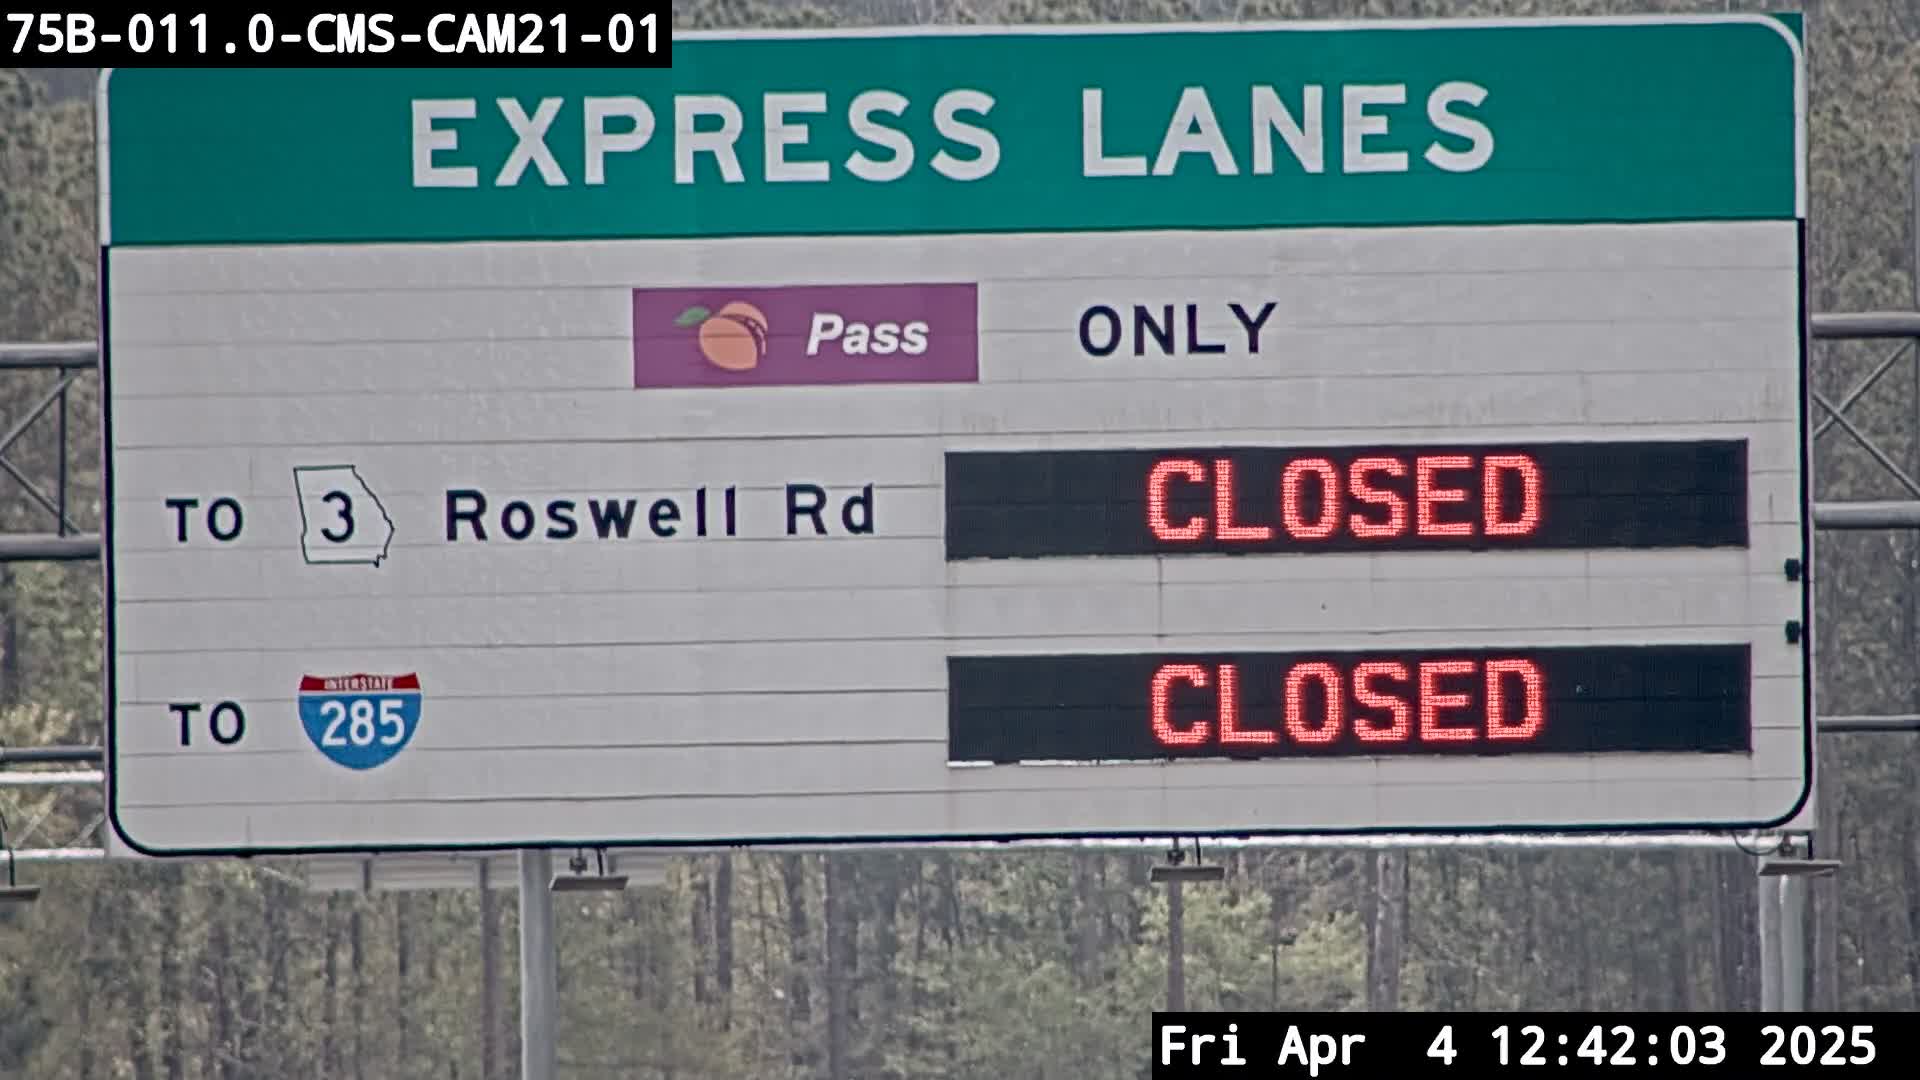 75B-011.0-CMS-CAM21-01
EXPRESS LANES
Pass ONLY
TO 3 Roswell Rd CLOSED
INTERSTATE
TO 285 CLOSED
Fri Apr 4 12:42:03 2025